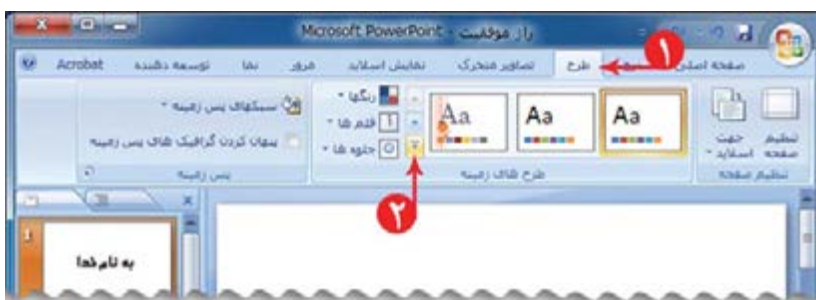 راز موفقیت - Microsoft PowerPoint
صفحه اصلی طرح تصاویر متحرک نمایش اسلاید مرور نما توسعه دهنده Acrobat
۱
تنظیم صفحه
جهت اسلاید
تنظیم صفحه
Aa Aa Aa
رنگها
قلم ها
جلوه ها
طرح های زمینه
سبکهای پس زمینه
پنهان کردن گرافیک های پس زمینه
پس زمینه
۲
1
به نام خدا